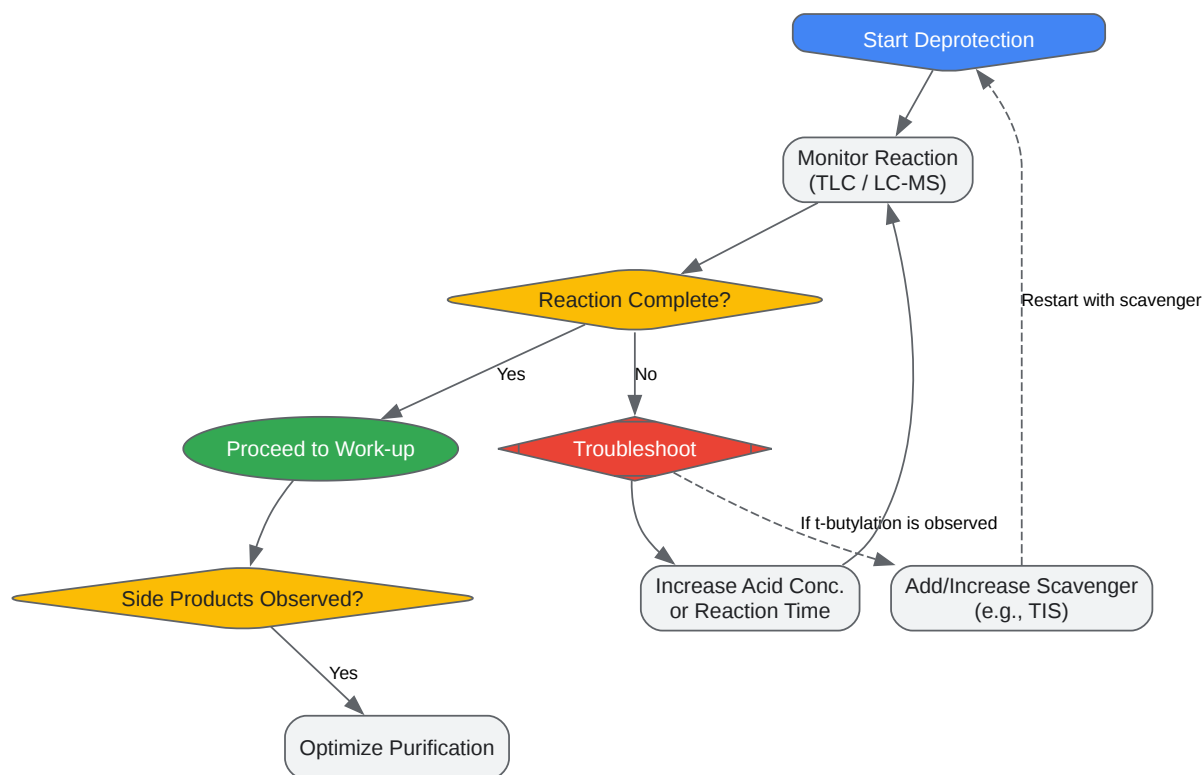 Start Deprotection
Monitor Reaction
(TLC / LC-MS)
Reaction Complete?
Restart with scavenger
Yes
No
Proceed to Work-up
Troubleshoot
If t-butylation is observed
Increase Acid Conc.
or Reaction Time
Add/Increase Scavenger
(e.g., TIS)
Side Products Observed?
Yes
Optimize Purification